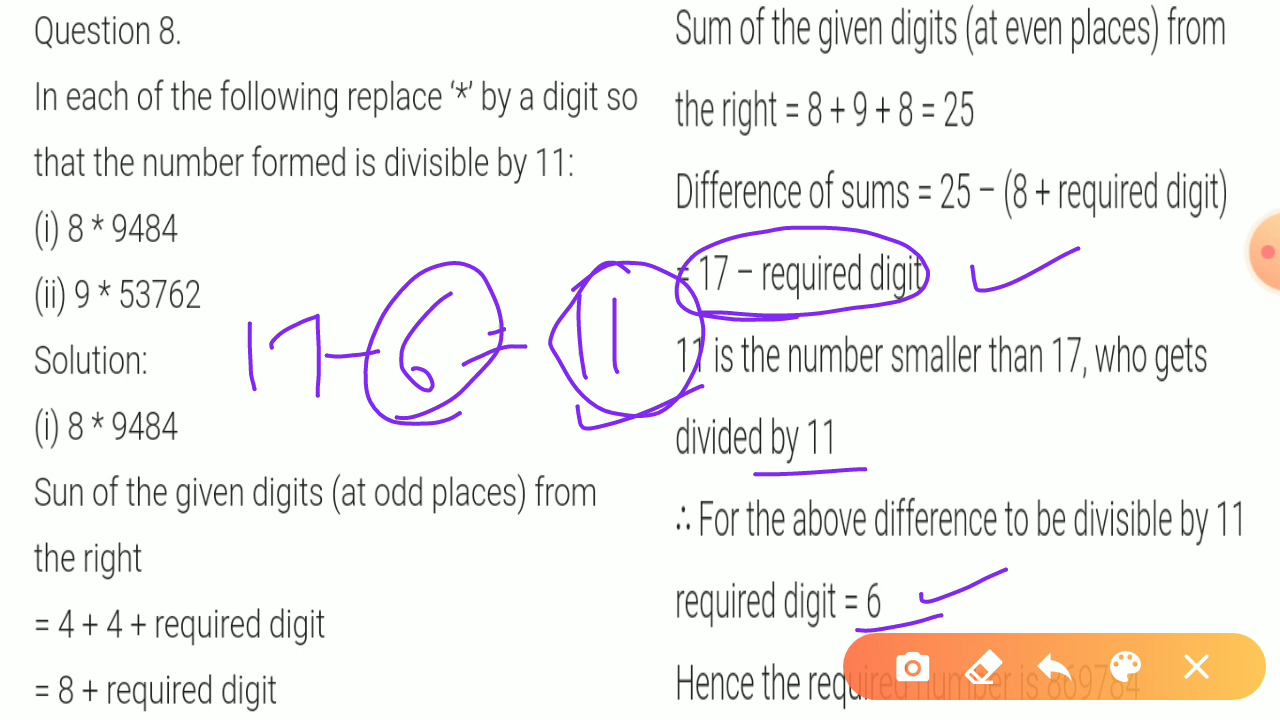 Question 8.
In each of the following replace ‘*’ by a digit so
that the number formed is divisible by 11:
(i) 8 * 9484
(ii) 9 * 53762
Solution:
(i) 8 * 9484
Sun of the given digits (at odd places) from
the right
= 4 + 4 + required digit
= 8 + required digit
17 - 6 = 11
Sum of the given digits (at even places) from
the right = 8 + 9 + 8 = 25
Difference of sums = 25 – (8 + required digit)
= 17 – required digit
11 is the number smaller than 17, who gets
divided by 11
∴ For the above difference to be divisible by 11
required digit = 6
Hence the required number is 869784